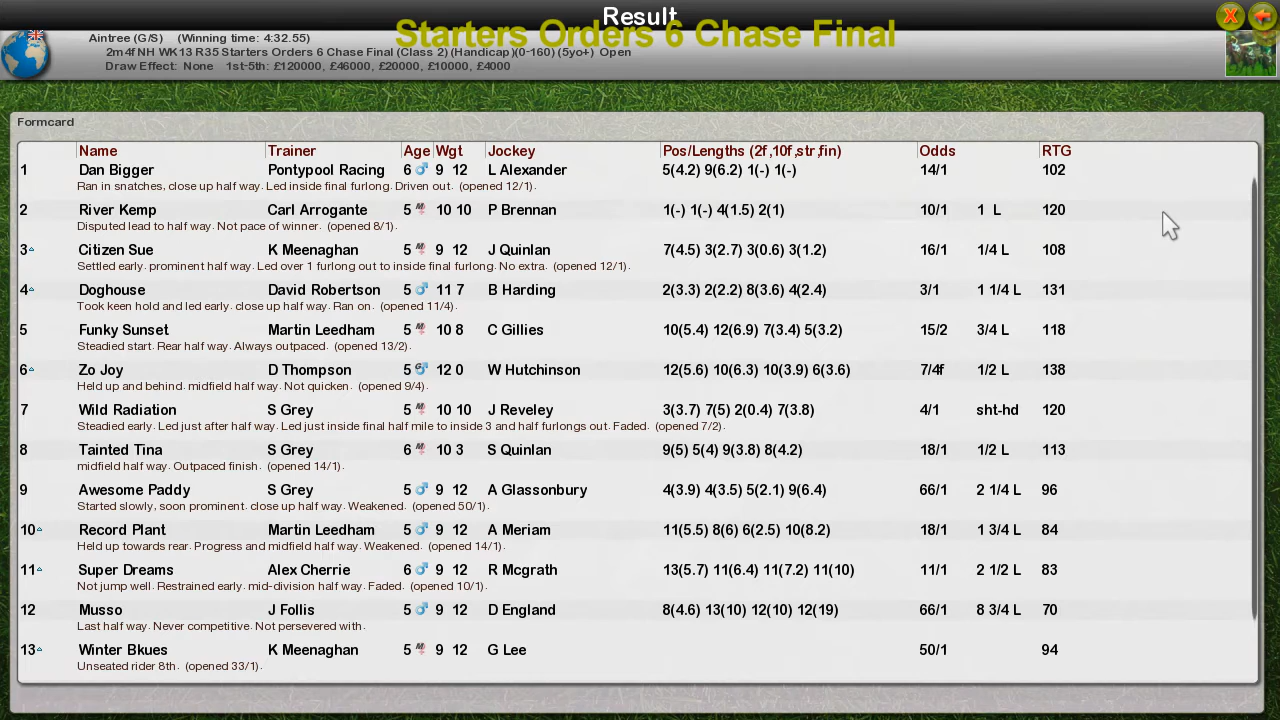 Result
Starters Orders 6 Chase Final
Aintree (G/S) (Winning time: 4:32.55)
2m4f NH WK13 R35 Starters Orders 6 Chase Final (Class 2) (Handicap)(0-160) (5yo+) Open
Draw Effect: None 1st-5th: £120000, £46000, £20000, £10000, £4000
Formcard
Name Trainer Age Wgt Jockey Pos/Lengths (2f,10f,str,fin) Odds RTG
1 Dan Bigger Pontypool Racing 6 9 12 L Alexander 5(4.2) 9(6.2) 1(-) 1(-) 14/1 102
Ran in snatches, close up half way. Led inside final furlong. Driven out. (opened 12/1).
2 River Kemp Carl Arrogante 5 M 10 10 P Brennan 1(-) 1(-) 4(1.5) 2(1) 10/1 1 L 120
Disputed lead to half way. Not pace of winner. (opened 8/1).
3 Citizen Sue K Meenaghan 5 M 9 12 J Quinlan 7(4.5) 3(2.7) 3(0.6) 3(1.2) 16/1 1/4 L 108
Settled early. prominent half way. Led over 1 furlong out to inside final furlong. No extra. (opened 12/1).
4 Doghouse David Robertson 5 11 7 B Harding 2(3.3) 2(2.2) 8(3.6) 4(2.4) 3/1 1 1/4 L 131
Took keen hold and led early. close up half way. Ran on. (opened 11/4).
5 Funky Sunset Martin Leedham 5 M 10 8 C Gillies 10(5.4) 12(6.9) 7(3.4) 5(3.2) 15/2 3/4 L 118
Steadied start. Rear half way. Always outpaced. (opened 13/2).
6 Zo Joy D Thompson 5 G 12 0 W Hutchinson 12(5.6) 10(6.3) 10(3.9) 6(3.6) 7/4f 1/2 L 138
Held up and behind. midfield half way. Not quicken. (opened 9/4).
7 Wild Radiation S Grey 5 M 10 10 J Reveley 3(3.7) 7(5) 2(0.4) 7(3.8) 4/1 sht-hd 120
Steadied early. Led just after half way. Led just inside final half mile to inside 3 and half furlongs out. Faded. (opened 7/2).
8 Tainted Tina S Grey 6 M 10 3 S Quinlan 9(5) 5(4) 9(3.8) 8(4.2) 18/1 1/2 L 113
midfield half way. Outpaced finish. (opened 14/1).
9 Awesome Paddy S Grey 5 9 12 A Glassonbury 4(3.9) 4(3.5) 5(2.1) 9(6.4) 66/1 2 1/4 L 96
Started slowly, soon prominent. close up half way. Weakened. (opened 50/1).
10 Record Plant Martin Leedham 5 9 12 A Meriam 11(5.5) 8(6) 6(2.5) 10(8.2) 18/1 1 3/4 L 84
Held up towards rear. Progress and midfield half way. Weakened. (opened 14/1).
11 Super Dreams Alex Cherrie 6 9 12 R Mcgrath 13(5.7) 11(6.4) 11(7.2) 11(10) 11/1 2 1/2 L 83
Not jump well. Restrained early. mid-division half way. Faded. (opened 10/1).
12 Musso J Follis 5 9 12 D England 8(4.6) 13(10) 12(10) 12(19) 66/1 8 3/4 L 70
Last half way. Never competitive. Not persevered with.
13 Winter Bkues K Meenaghan 5 M 9 12 G Lee 50/1 94
Unseated rider 8th. (opened 33/1).